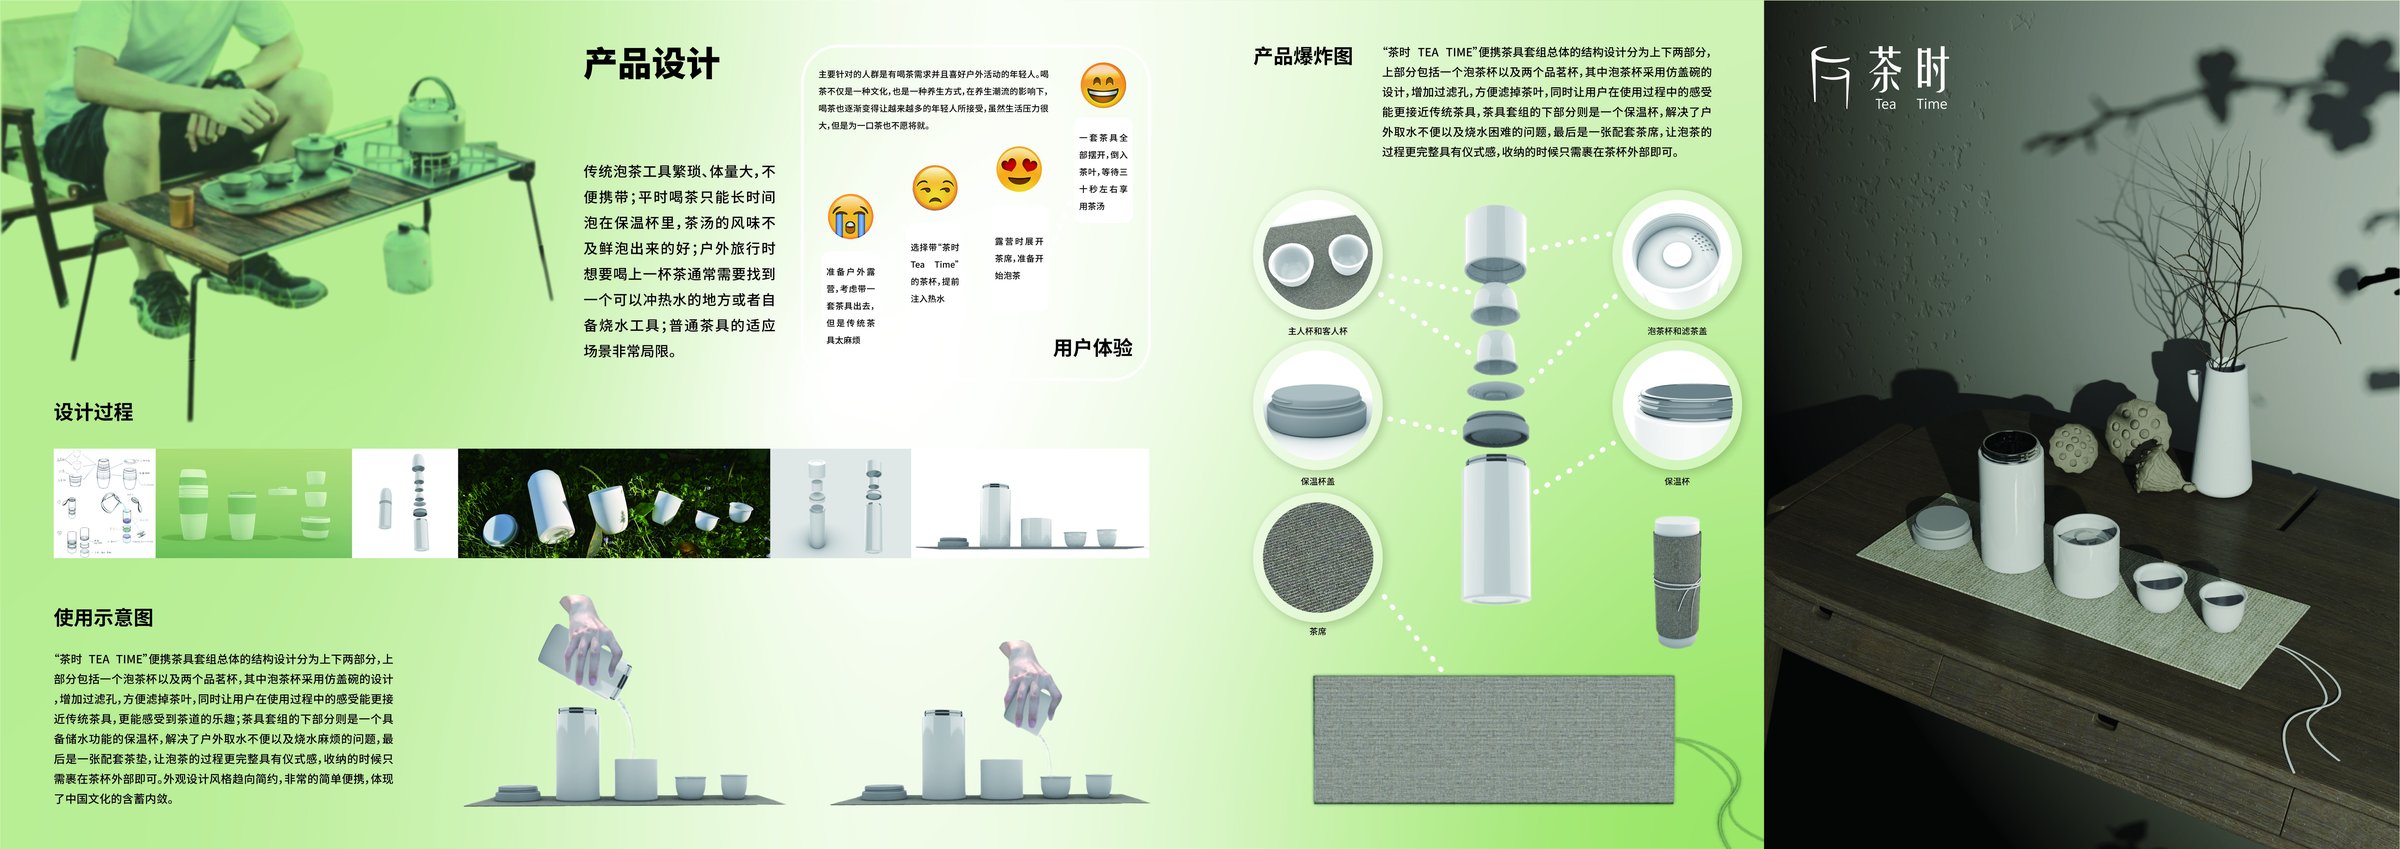 产品设计
传统泡茶工具繁琐、体量大，不
便携带；平时喝茶只能长时间
泡在保温杯里，茶汤的风味不
及鲜泡出来的好；户外旅行时
想要喝上一杯茶通常需要找到
一个可以冲热水的地方或者自
备烧水工具；普通茶具的适应
场景非常局限。
主要针对的人群是有喝茶需求并且喜好户外活动的年轻人。喝
茶不仅是一种文化，也是一种养生方式，在养生潮流的影响下，
喝茶也逐渐变得让越来越多的年轻人所接受，虽然生活压力很
大，但是为一口茶也不愿将就。
准备户外露
营，考虑带一
套茶具出去，
但是传统茶
具太麻烦
选择带“茶时
Tea Time”
的茶杯，提前
注入热水
露营时展开
茶席，准备开
始泡茶
一套茶具全
部摆开，倒入
茶叶，等待三
十秒左右享
用茶汤
用户体验
设计过程
使用示意图
“茶时 TEA TIME”便携茶具套组总体的结构设计分为上下两部分，上
部分包括一个泡茶杯以及两个品茗杯，其中泡茶杯采用仿盖碗的设计
，增加过滤孔，方便滤掉茶叶，同时让用户在使用过程中的感受能更接
近传统茶具，更能感受到茶道的乐趣；茶具套组的下部分则是一个具
备储水功能的保温杯，解决了户外取水不便以及烧水麻烦的问题，最
后是一张配套茶垫，让泡茶的过程更完整具有仪式感，收纳的时候只
需裹在茶杯外部即可。外观设计风格趋向简约，非常的简单便携，体现
了中国文化的含蓄内敛。
产品爆炸图
“茶时 TEA TIME”便携茶具套组总体的结构设计分为上下两部分，
上部分包括一个泡茶杯以及两个品茗杯，其中泡茶杯采用仿盖碗的
设计，增加过滤孔，方便滤掉茶叶，同时让用户在使用过程中的感受
能更接近传统茶具，茶具套组的下部分则是一个保温杯，解决了户
外取水不便以及烧水困难的问题，最后是一张配套茶席，让泡茶的
过程更完整具有仪式感，收纳的时候只需裹在茶杯外部即可。
主人杯和客人杯
泡茶杯和滤茶盖
保温杯盖
保温杯
茶席
茶时
Tea Time